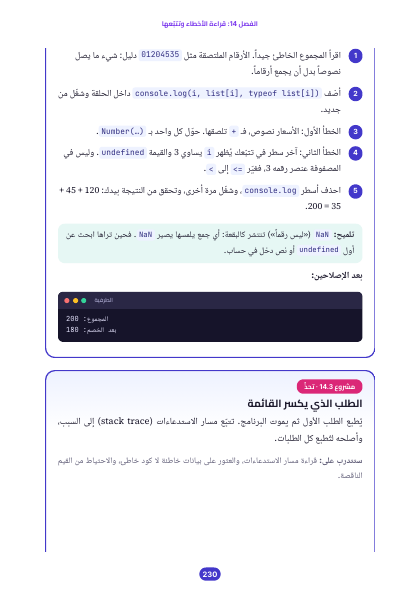 الفصل 14: قراءة الأخطاء وتتبّعها
1 اقرأ المجموع الخاطئ جيداً. الأرقام الملتصقة مثل 01204535 دليل: شيء ما يصل
نصوصاً بدل أن يجمع أرقاماً.
2 أضف console.log(i, list[i], typeof list[i]) داخل الحلقة وشغّل من
جديد.
3 الخطأ الأول: الأسعار نصوص، فـ + تلصقها. حوّل كل واحد بـ Number(…) .
4 الخطأ الثاني: آخر سطر في تتبّعك يُظهر i يساوي 3 والقيمة undefined ، وليس في
المصفوفة عنصر رقمه 3، فغيّر <= إلى < .
5 احذف أسطر console.log ، وشغّل مرة أخرى، وتحقق من النتيجة بيدك: 120 + 45 +
35 = 200.
تلميح: NaN («ليس رقماً») تنتشر كالبقعة: أي جمع يلمسها يصير NaN . فحين تراها ابحث عن
أول undefined أو نص دخل في حساب.
بعد الإصلاحين:
الطرفية
المجموع: 200
بعد الخصم: 180
مشروع 14.3 · تحدٍّ
الطلب الذي يكسر القائمة
يُطبع الطلب الأول ثم يموت البرنامج. تتبّع مسار الاستدعاءات (stack trace) إلى السبب،
وأصلحه لتُطبع كل الطلبات.
ستتدرب على: قراءة مسار الاستدعاءات، والعثور على بيانات خاطئة لا كود خاطئ، والاحتياط من القيم
الناقصة.
230